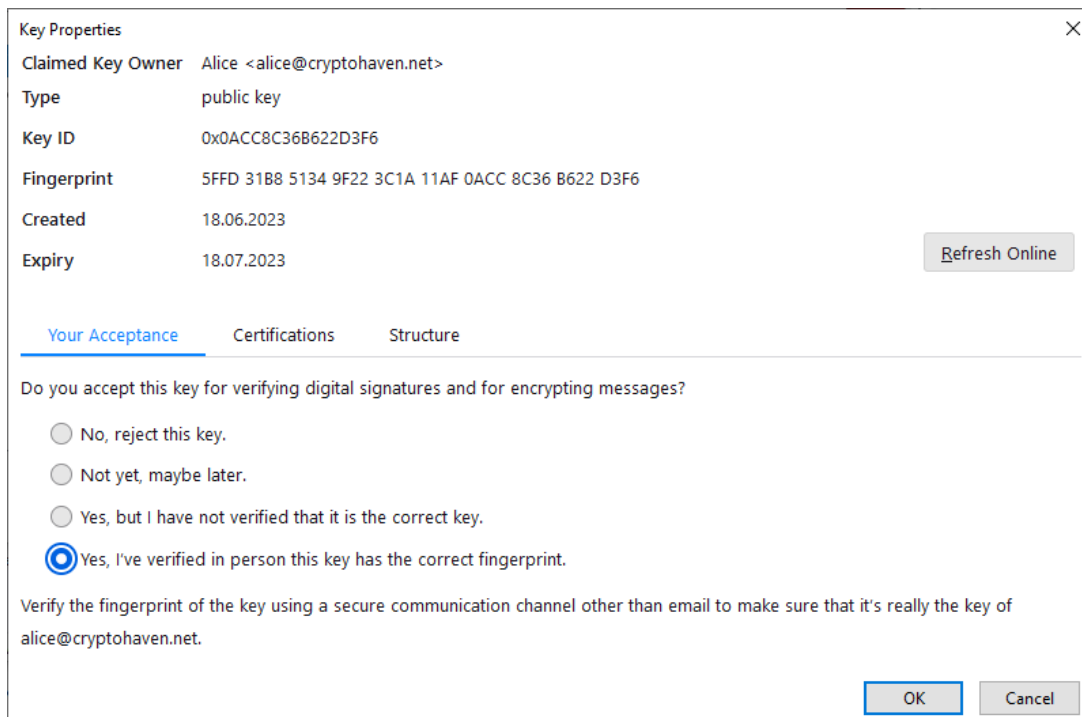 Key Properties
Claimed Key Owner Alice <alice@cryptohaven.net>
Type public key
Key ID 0x0ACC8C36B622D3F6
Fingerprint 5FFD 31B8 5134 9F22 3C1A 11AF 0ACC 8C36 B622 D3F6
Created 18.06.2023
Expiry 18.07.2023
Refresh Online
Your Acceptance Certifications Structure
Do you accept this key for verifying digital signatures and for encrypting messages?
No, reject this key.
Not yet, maybe later.
Yes, but I have not verified that it is the correct key.
Yes, I've verified in person this key has the correct fingerprint.
Verify the fingerprint of the key using a secure communication channel other than email to make sure that it's really the key of
alice@cryptohaven.net.
OK Cancel